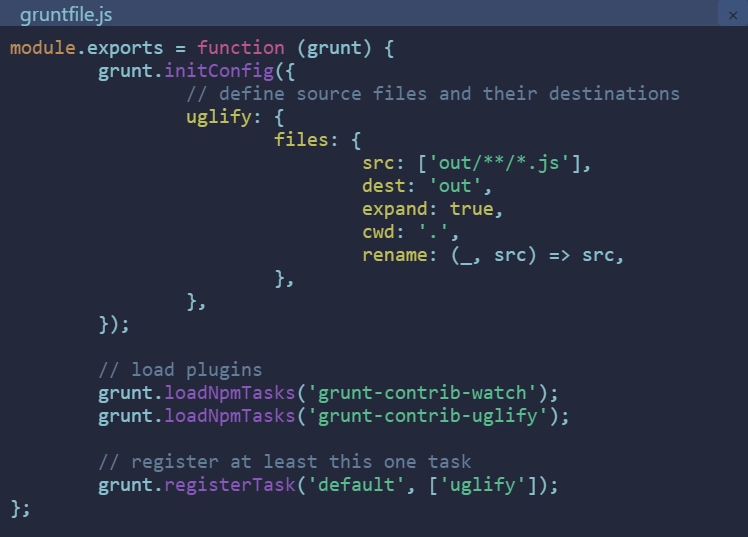 gruntfile.js ×
module.exports = function (grunt) {
        grunt.initConfig({
                // define source files and their destinations
                uglify: {
                        files: {
                                src: ['out/**/*.js'],
                                dest: 'out',
                                expand: true,
                                cwd: '.',
                                rename: (_, src) => src,
                        },
                },
        });

        // load plugins
        grunt.loadNpmTasks('grunt-contrib-watch');
        grunt.loadNpmTasks('grunt-contrib-uglify');

        // register at least this one task
        grunt.registerTask('default', ['uglify']);
};